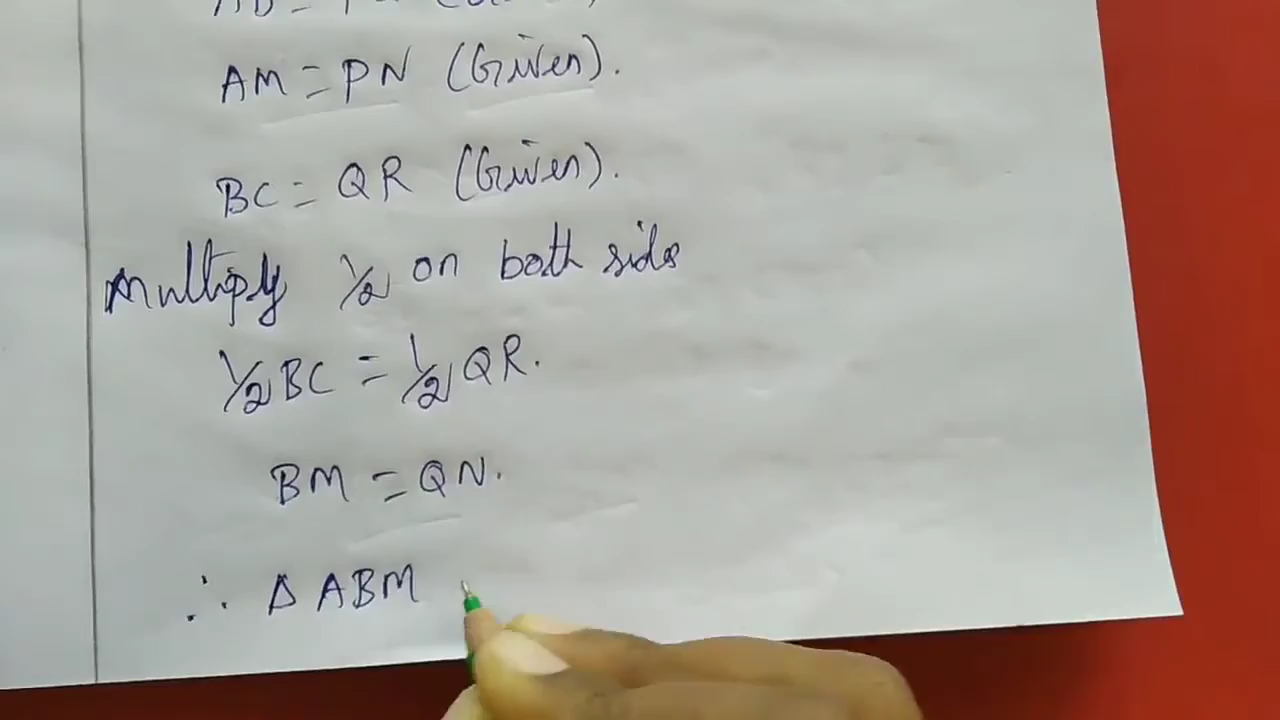 AM = PN (Given).
BC = QR (Given).
Multiply 1/2 on both sides
1/2 BC = 1/2 QR.
BM = QN.
∴ Δ ABM